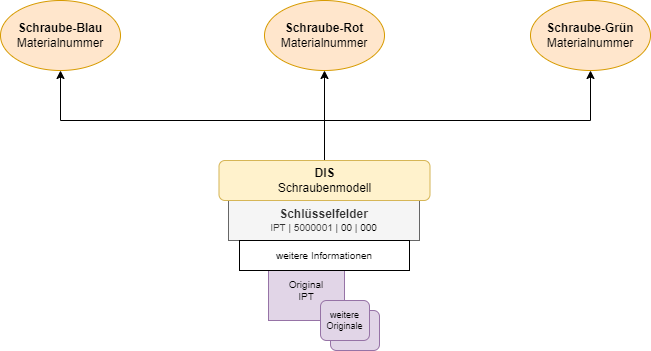 Schraube-Blau
Materialnummer
Schraube-Rot
Materialnummer
Schraube-Grün
Materialnummer
DIS
Schraubenmodell
Schlüsselfelder
IPT | 5000001 | 00 | 000
weitere Informationen
Original
IPT
weitere
Originale